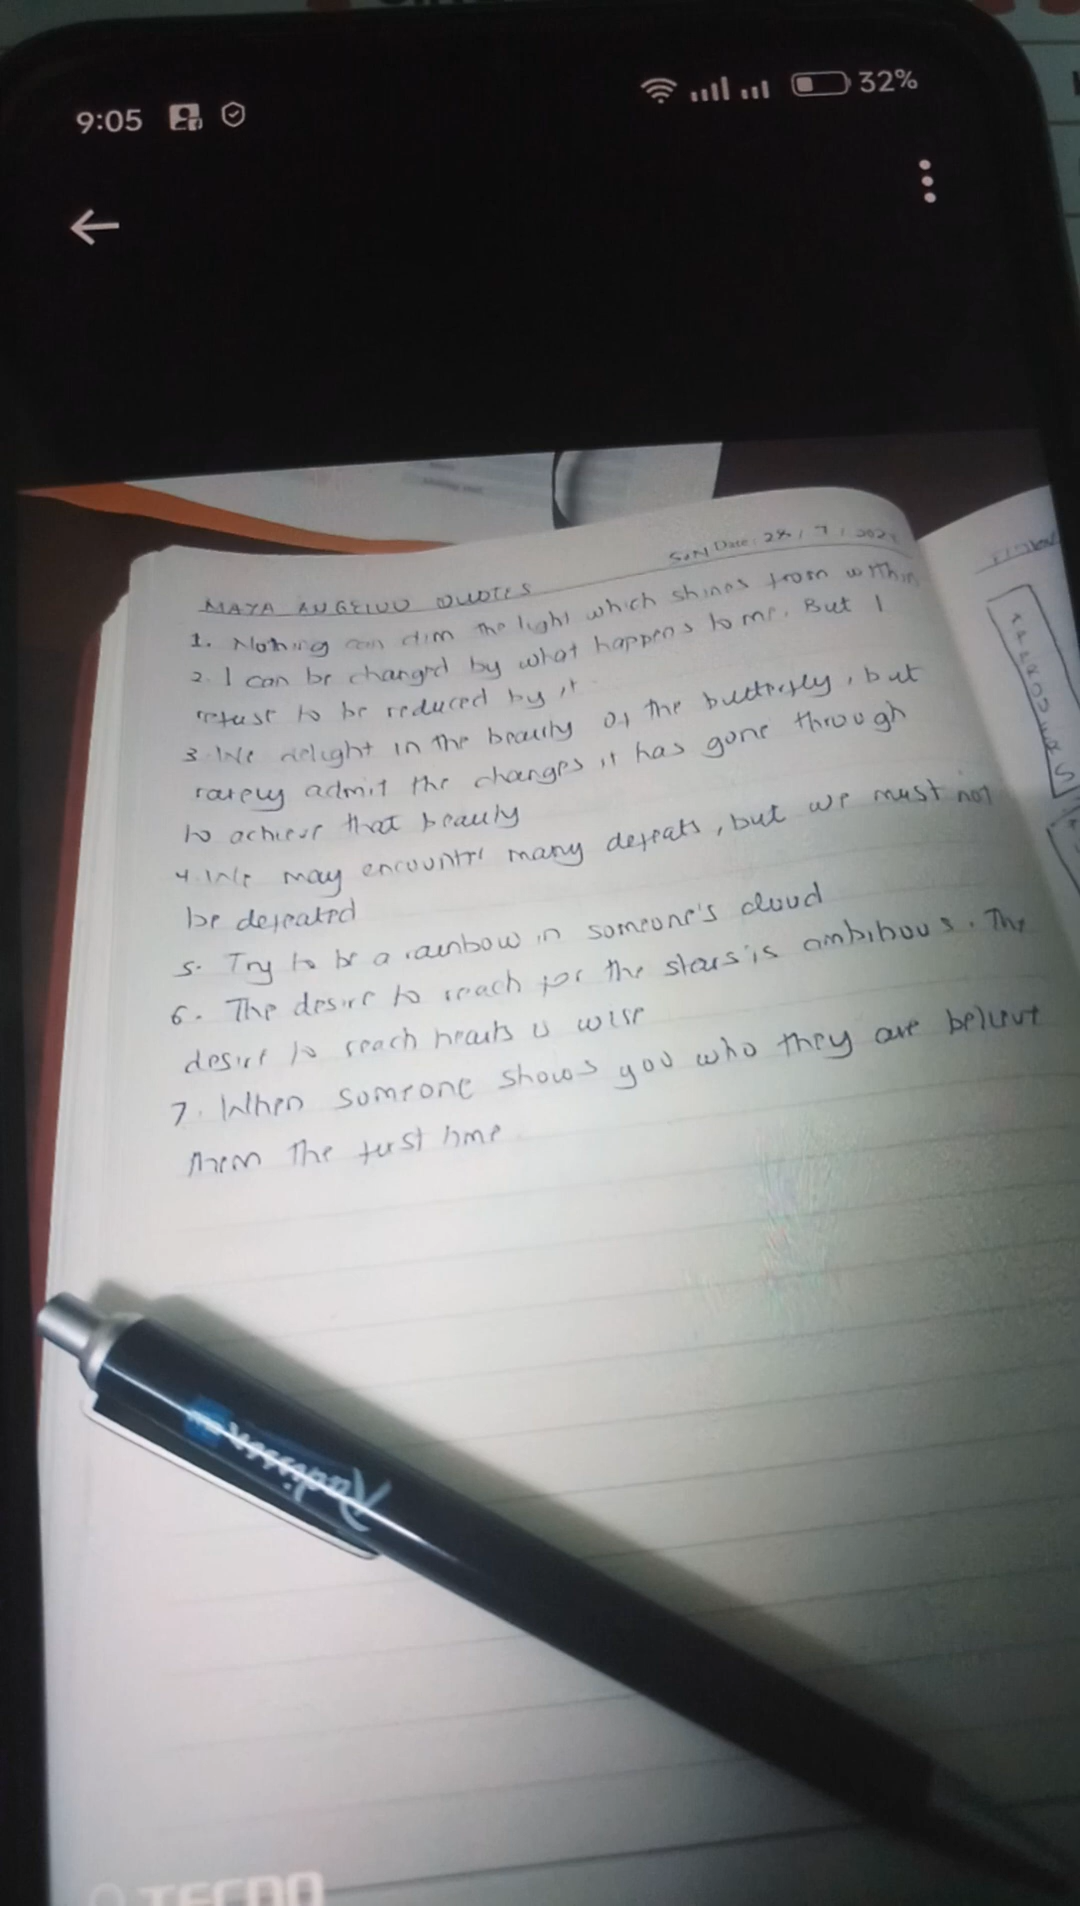 9:05
32%
SUN Date: 28 / 7 / 202
MAYA ANGELUO QUOTES
1. Nothing can dim the light which shines from within
2. I can be changed by what happens to me. But I
refuse to be reduced by it.
3. We delight in the beauty of the butterfly, but
rarely admit the changes it has gone through
to achieve that beauty
4. We may encounter many defeats, but we must not
be defeated
5. Try to be a rainbow in someone's cloud
6. The desire to reach for the stars is ambitious. The
desire to reach hearts is wise
7. When someone shows you who they are believe
them the first time
Radisson
TECNO